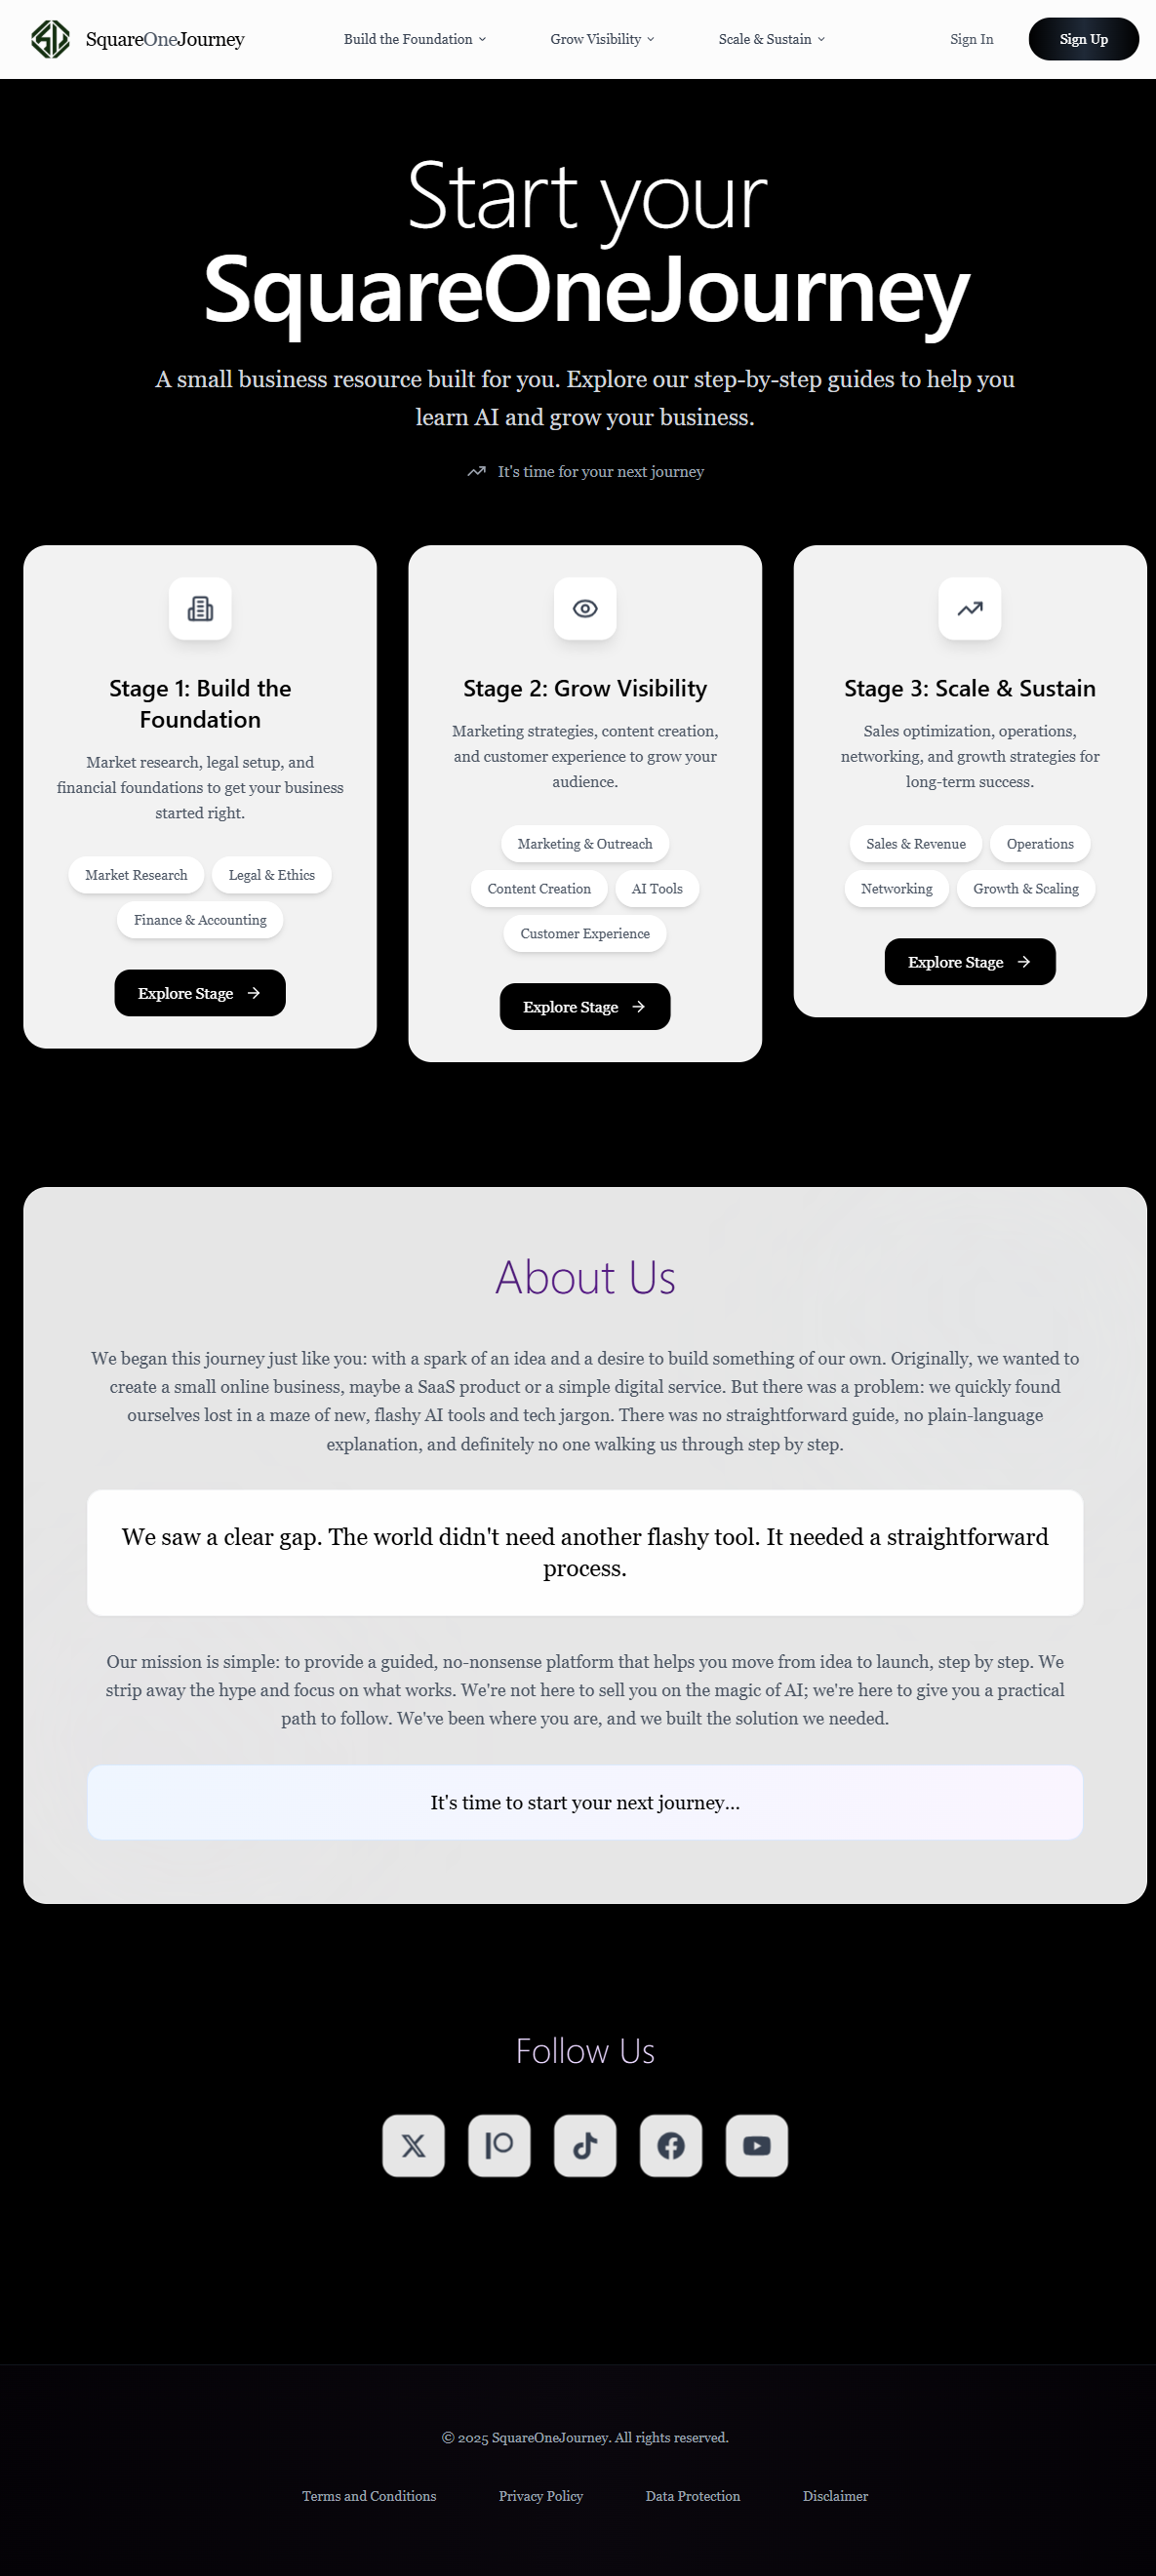 SquareOneJourney
Build the Foundation
Grow Visibility
Scale & Sustain
Sign In
Sign Up
Start your
SquareOneJourney
A small business resource built for you. Explore our step-by-step guides to help you
learn AI and grow your business.
It's time for your next journey
Stage 1: Build the
Foundation
Market research, legal setup, and
financial foundations to get your business
started right.
Market Research
Legal & Ethics
Finance & Accounting
Explore Stage
Stage 2: Grow Visibility
Marketing strategies, content creation,
and customer experience to grow your
audience.
Marketing & Outreach
Content Creation
AI Tools
Customer Experience
Explore Stage
Stage 3: Scale & Sustain
Sales optimization, operations,
networking, and growth strategies for
long-term success.
Sales & Revenue
Operations
Networking
Growth & Scaling
Explore Stage
About Us
We began this journey just like you: with a spark of an idea and a desire to build something of our own. Originally, we wanted to
create a small online business, maybe a SaaS product or a simple digital service. But there was a problem: we quickly found
ourselves lost in a maze of new, flashy AI tools and tech jargon. There was no straightforward guide, no plain-language
explanation, and definitely no one walking us through step by step.
We saw a clear gap. The world didn't need another flashy tool. It needed a straightforward
process.
Our mission is simple: to provide a guided, no-nonsense platform that helps you move from idea to launch, step by step. We
strip away the hype and focus on what works. We're not here to sell you on the magic of AI; we're here to give you a practical
path to follow. We've been where you are, and we built the solution we needed.
It's time to start your next journey...
Follow Us
© 2025 SquareOneJourney. All rights reserved.
Terms and Conditions
Privacy Policy
Data Protection
Disclaimer